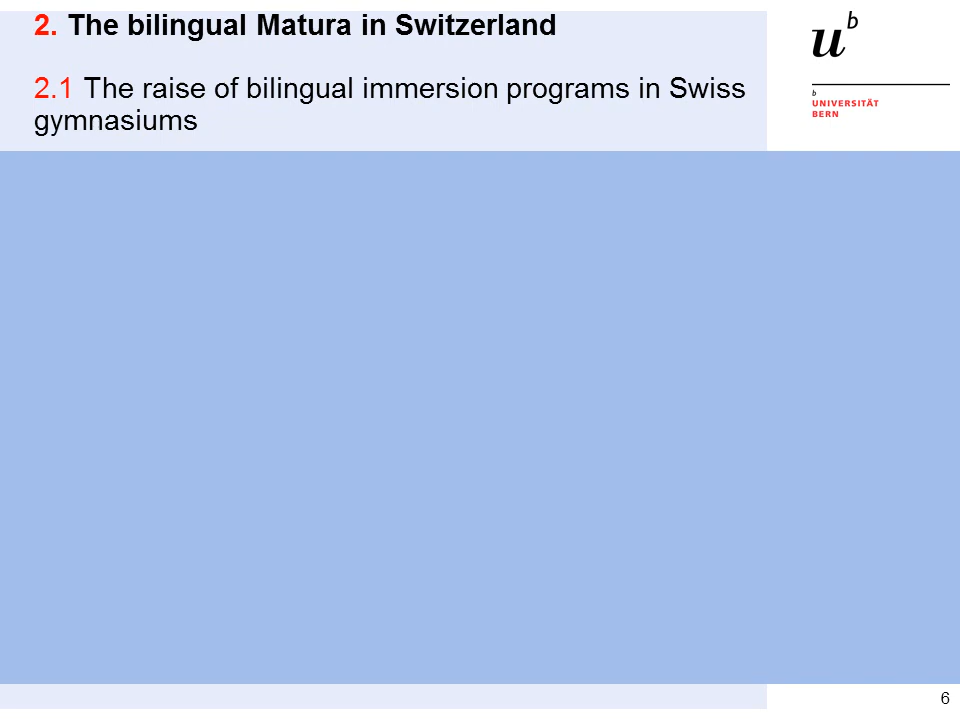 2. The bilingual Matura in Switzerland
2.1 The raise of bilingual immersion programs in Swiss
gymnasiums
u b
b
UNIVERSITÄT
BERN
6